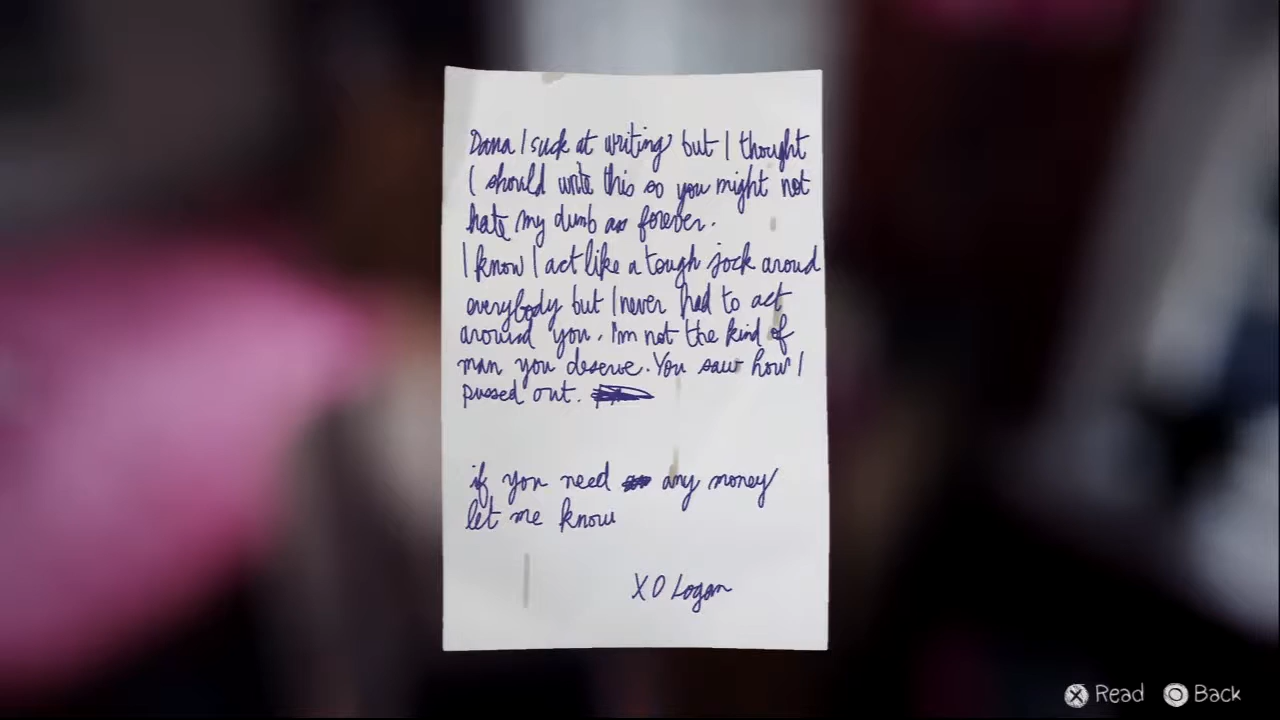 Dana I suck at writing but I thought
I should write this so you might not
hate my dumb ass forever.
I know I act like a tough jock aroud
everybody but I never had to act
around you. I'm not the kind of
man you deserve. You saw how I
pussed out.
if you need any money
let me know
XO Logan
Read Back